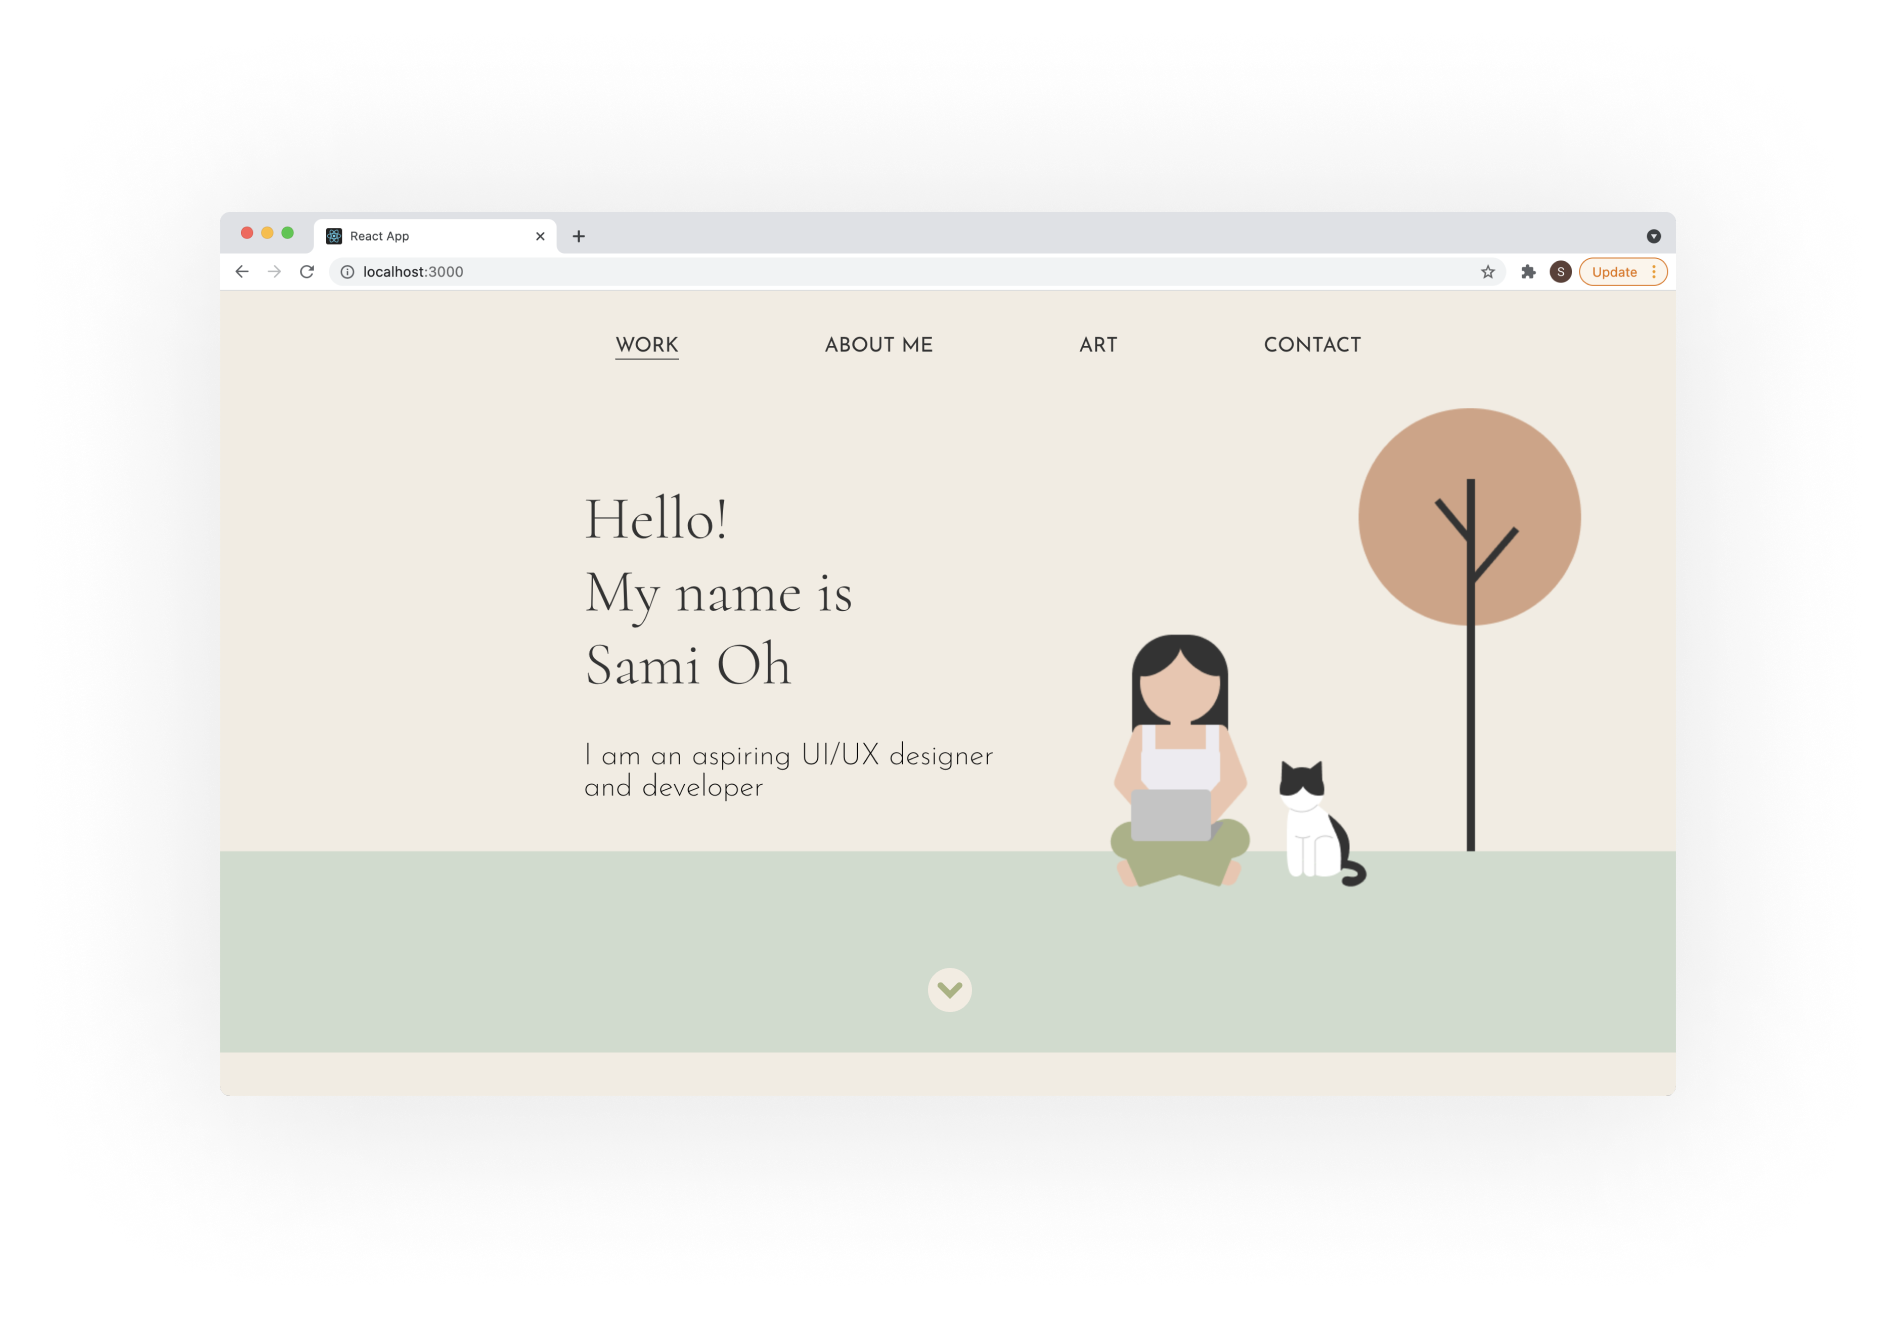 React App
localhost:3000
S
Update
WORK
ABOUT ME
ART
CONTACT
Hello!
My name is
Sami Oh
I am an aspiring UI/UX designer
and developer